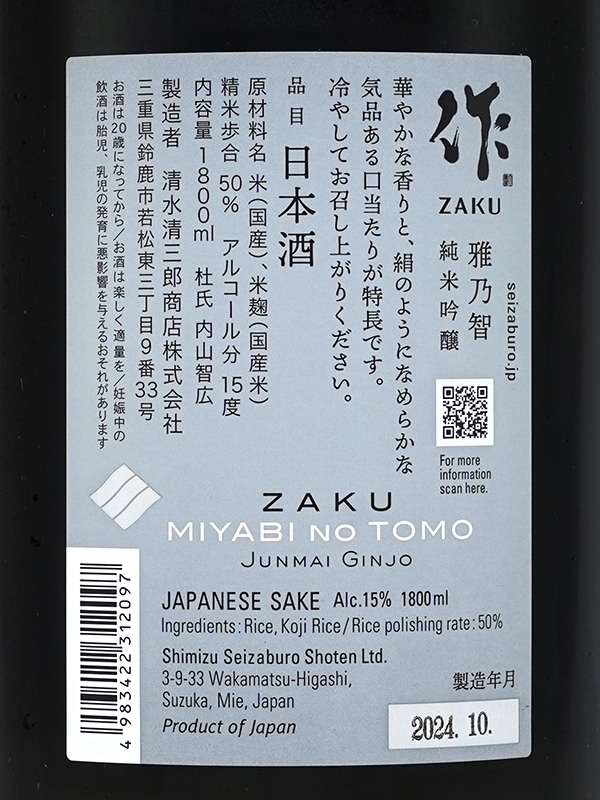 作
ZAKU
雅乃智
純米吟醸
seizaburo.jp
For more
information
scan here.
華やかな香りと、絹のようになめらかな
気品ある口当たりが特長です。
冷やしてお召し上がりください。
品目 日本酒
原材料名 米(国産)、米麹(国産米)
精米歩合 50% アルコール分 15度
内容量 1800ml 杜氏 内山智広
製造者 清水清三郎商店株式会社
三重県鈴鹿市若松東三丁目9番33号
お酒は20歳になってから/お酒は楽しく適量を/妊娠中の
飲酒は胎児、乳児の発育に悪影響を与えるおそれがあります
ZAKU
MIYABI NO TOMO
JUNMAI GINJO
JAPANESE SAKE Alc.15% 1800ml
Ingredients: Rice, Koji Rice / Rice polishing rate: 50%
Shimizu Seizaburo Shoten Ltd.
3-9-33 Wakamatsu-Higashi,
Suzuka, Mie, Japan
Product of Japan
製造年月
2024. 10.
4 983422 312097